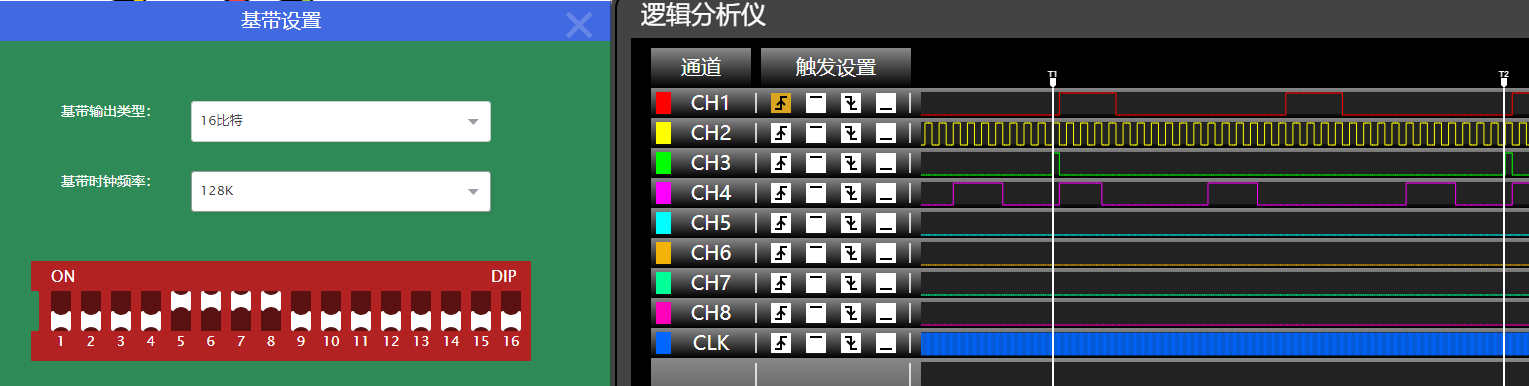 基带设置
基带输出类型:
16比特
基带时钟频率:
128K
ON DIP
1 2 3 4 5 6 7 8 9 10 11 12 13 14 15 16
逻辑分析仪
通道 触发设置
T1 T2
CH1
CH2
CH3
CH4
CH5
CH6
CH7
CH8
CLK